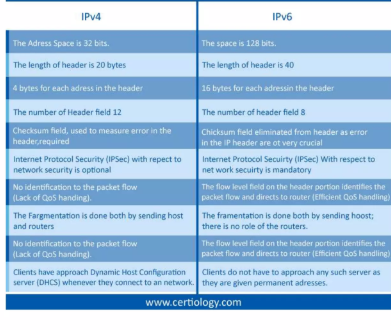 IPv4
IPv6
The Adress Space is 32 bits.
The space is 128 bits.
The length of header is 20 bytes
The length of header is 40
4 bytes for each adress in the header
16 bytes for each adressin the header
The number of Header field 12
The number of header field 8
Checksum field, used to measure error in the
header,required
Chicksum field eliminated from header as error
in the IP header are ot very crucial
Internet Protocol Security (IPSec) with repect to
network security is optional
Internet Protocol Secuirty (IPSec) With respect to
net work secuirty is mandatory
No identification to the packet flow
(Lack of QoS handing).
The flow level field on the header portion identifies the
packet flow and directs to router (Efficient QoS handling)
The Fargmentation is done both by sending host
and routers
The framentation is done both by sending hoost;
there is no role of the routers.
No identification to the packet flow
(Lack of QoS handing).
The flow level field on the header portion identifies the
packet flow and directs to router (Efficient QoS handling)
Clients have approach Dynamic Host Configuration
server (DHCS) whenever they connect to an network.
Clients do not have to approach any such server as
they are given permanent adresses.
www.certiology.com